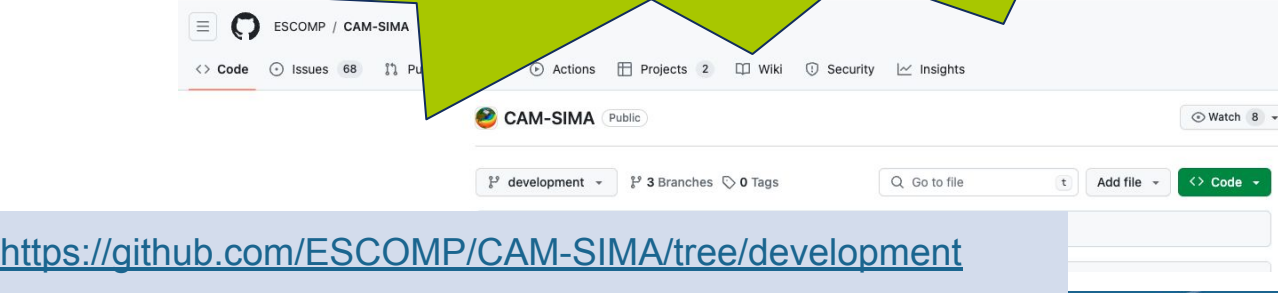 ESCOMP / CAM-SIMA
Code Issues 68 Actions Projects 2 Wiki Security Insights
CAM-SIMA Public Watch 8
development 3 Branches 0 Tags Go to file t Add file Code
https://github.com/ESCOMP/CAM-SIMA/tree/development